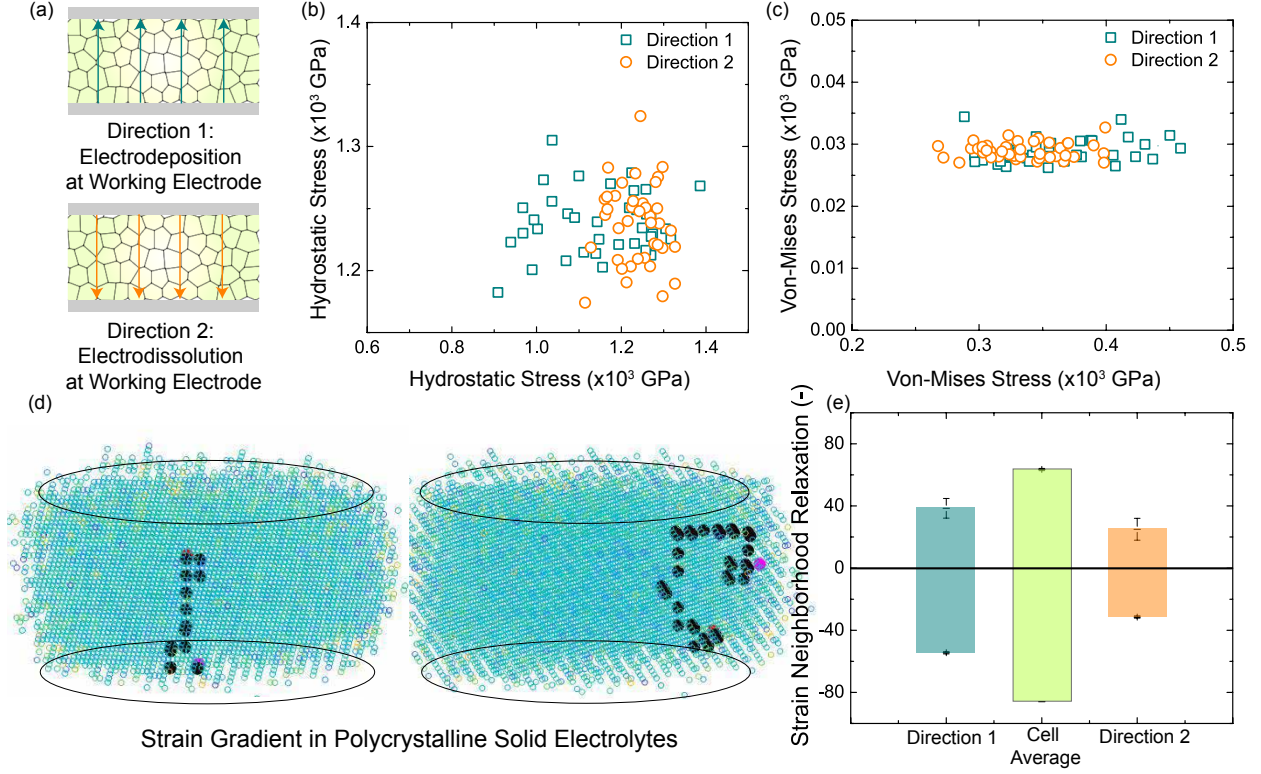 (a)
Direction 1:
Electrodeposition
at Working Electrode
Direction 2:
Electrodissolution
at Working Electrode
(b)
Hydrostatic Stress (x10³ GPa)
1.4
1.3
1.2
Direction 1
Direction 2
0.6
0.8
1.0
1.2
1.4
Hydrostatic Stress (x10³ GPa)
(c)
Von-Mises Stress (x10³ GPa)
0.05
0.04
0.03
0.02
0.01
0.00
Direction 1
Direction 2
0.2
0.3
0.4
0.5
Von-Mises Stress (x10³ GPa)
(d)
Strain Gradient in Polycrystalline Solid Electrolytes
(e)
Strain Neighborhood Relaxation (-)
80
40
0
-40
-80
Direction 1
Cell
Average
Direction 2